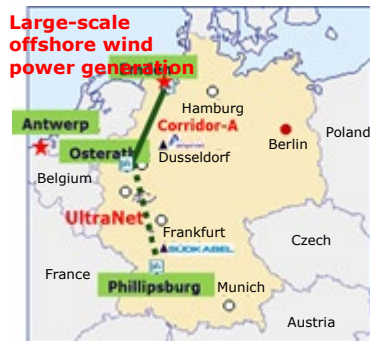 Large-scale
offshore wind
power generation
Hamburg
Antwerp
Corridor-A
Poland
Berlin
Osterath
Dusseldorf
Belgium
UltraNet
Frankfurt
SÜDKABEL
Czech
France
Phillipsburg
Munich
Austria